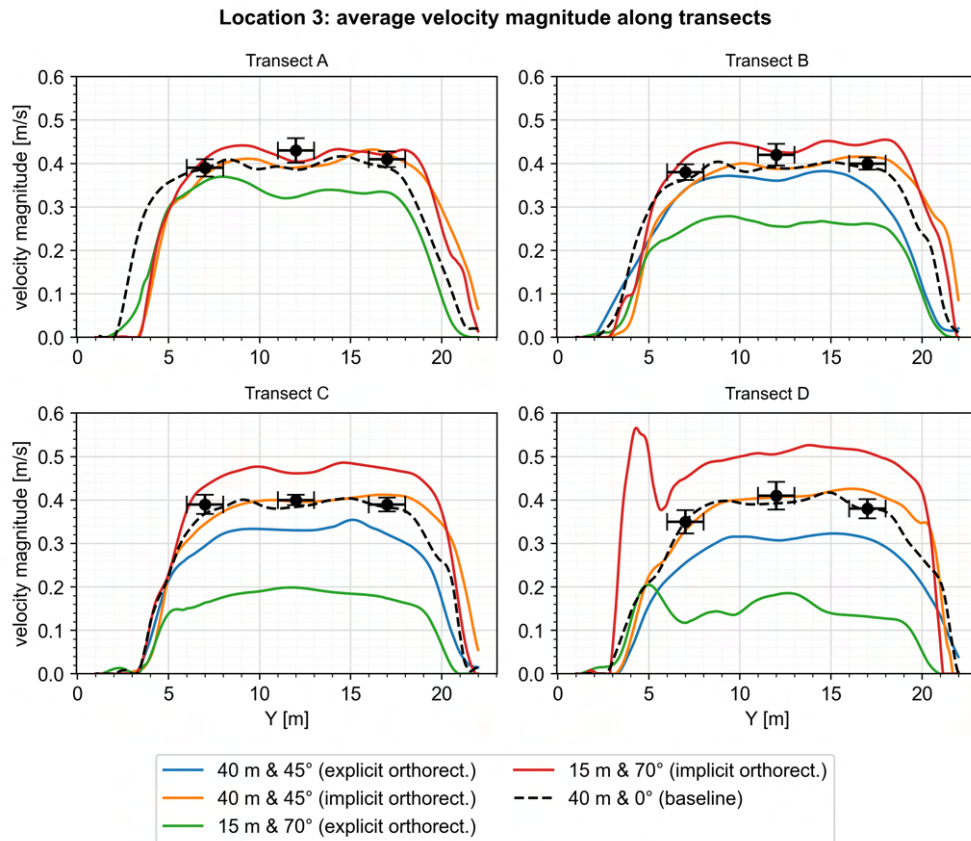 Location 3: average velocity magnitude along transects
Transect A
Transect B
0.6
0.5
0.4
0.3
0.2
0.1
0.0
velocity magnitude [m/s]
0 5 10 15 20
0.6
0.5
0.4
0.3
0.2
0.1
0.0
velocity magnitude [m/s]
0 5 10 15 20
Transect C
Transect D
0.6
0.5
0.4
0.3
0.2
0.1
0.0
velocity magnitude [m/s]
0 5 10 15 20
Y [m]
0.6
0.5
0.4
0.3
0.2
0.1
0.0
velocity magnitude [m/s]
0 5 10 15 20
Y [m]
40 m & 45° (explicit orthorect.)
40 m & 45° (implicit orthorect.)
15 m & 70° (explicit orthorect.)
15 m & 70° (implicit orthorect.)
40 m & 0° (baseline)